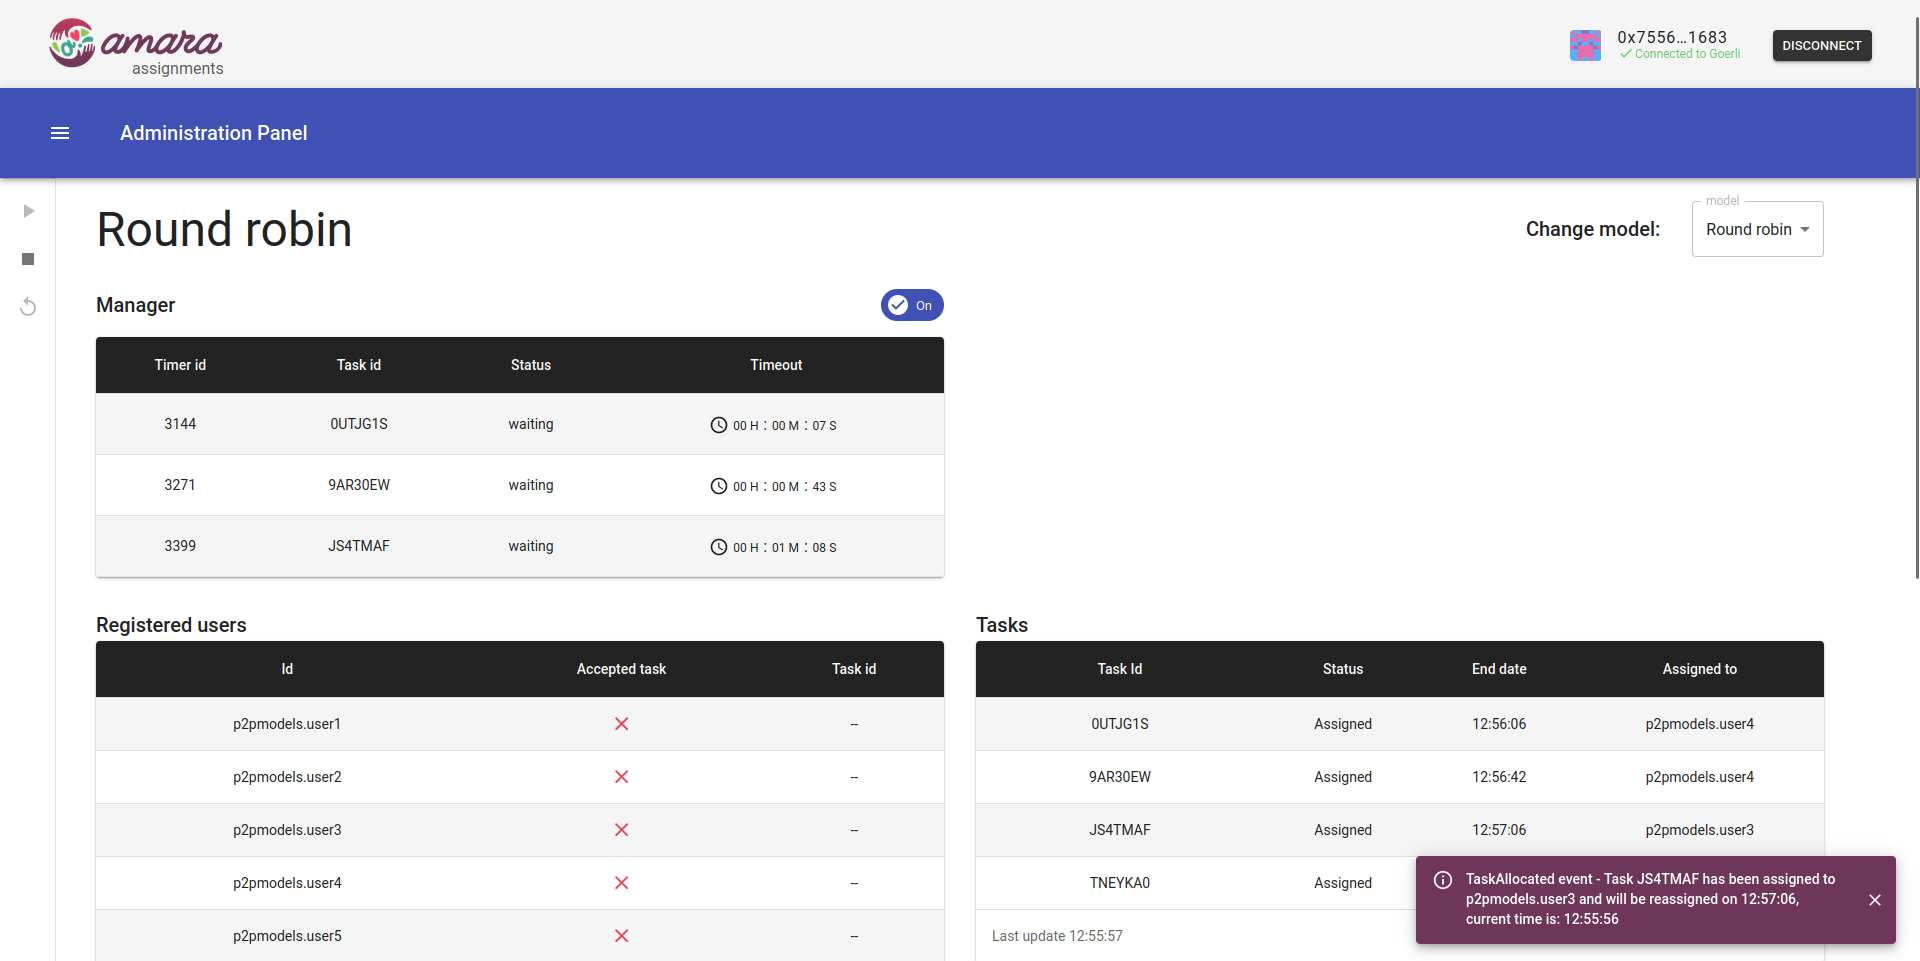 amara
assignments
0x7556...1683
Connected to Goerli
DISCONNECT
Administration Panel
Round robin
Change model:
model
Round robin
Manager
On
Timer id Task id Status Timeout
3144 0UTJG1S waiting 00 H : 00 M : 07 S
3271 9AR30EW waiting 00 H : 00 M : 43 S
3399 JS4TMAF waiting 00 H : 01 M : 08 S
Registered users
Id Accepted task Task id
p2pmodels.user1 --
p2pmodels.user2 --
p2pmodels.user3 --
p2pmodels.user4 --
p2pmodels.user5 --
Tasks
Task Id Status End date Assigned to
0UTJG1S Assigned 12:56:06 p2pmodels.user4
9AR30EW Assigned 12:56:42 p2pmodels.user4
JS4TMAF Assigned 12:57:06 p2pmodels.user3
TNEYKA0 Assigned
Last update 12:55:57
TaskAllocated event - Task JS4TMAF has been assigned to
p2pmodels.user3 and will be reassigned on 12:57:06,
current time is: 12:55:56